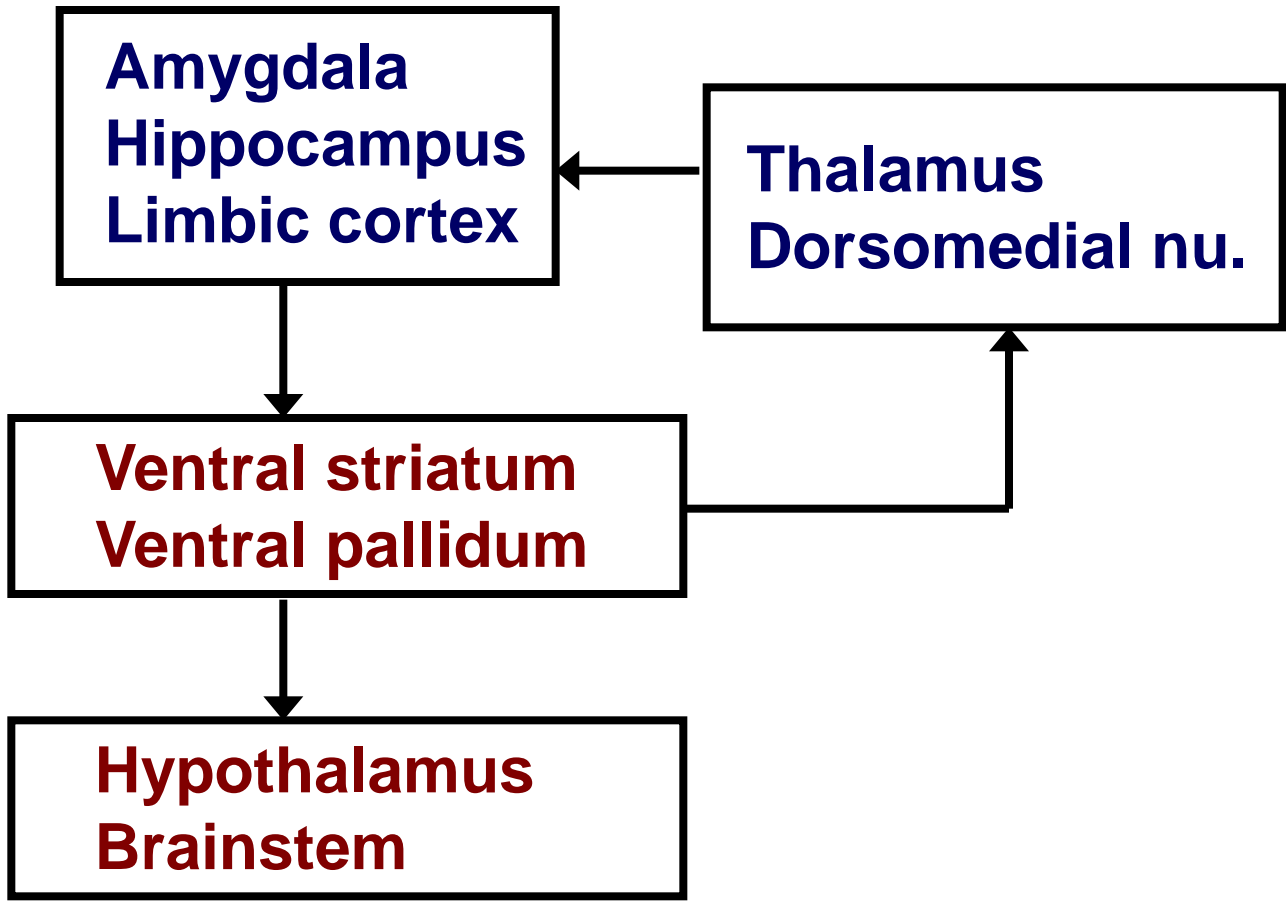 Amygdala
Hippocampus
Limbic cortex
Thalamus
Dorsomedial nu.
Ventral striatum
Ventral pallidum
Hypothalamus
Brainstem